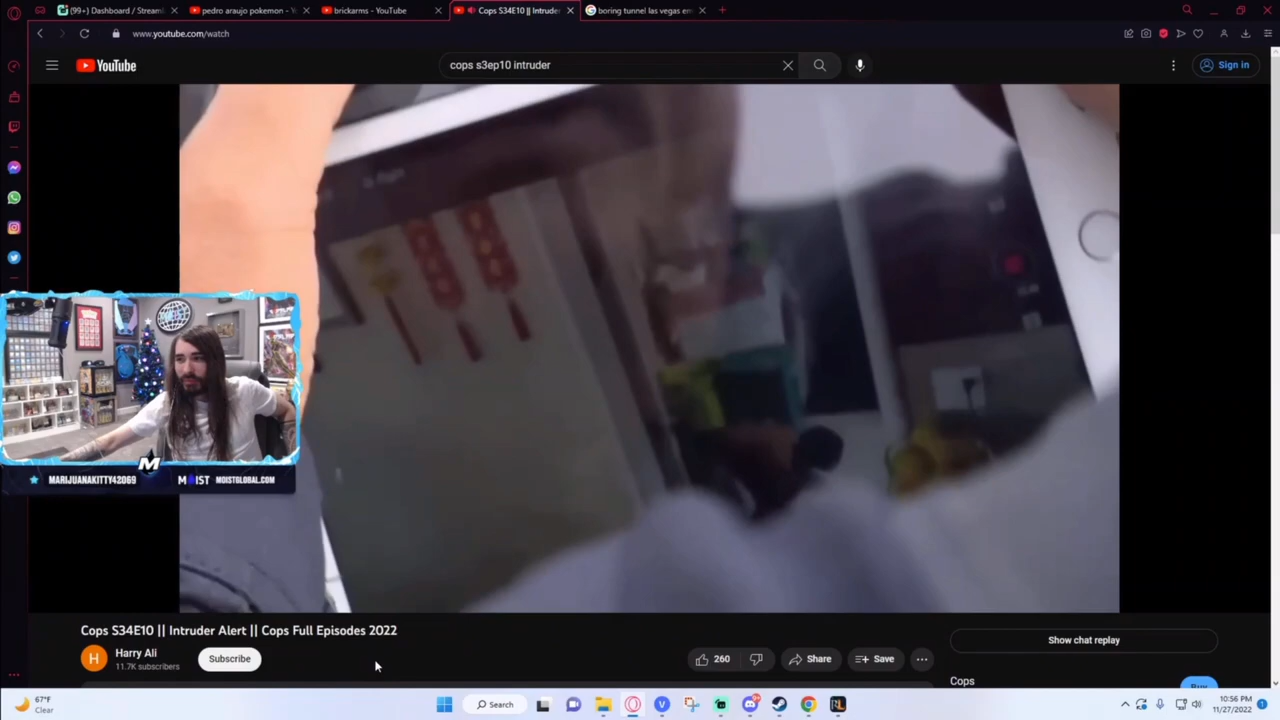 (99+) Dashboard / Streaml
pedro araujo pokemon - Y
brickarms - YouTube
Cops S34E10 || Intruder
boring tunnel las vegas em
www.youtube.com/watch
YouTube
cops s3ep10 intruder
Sign in
MARIJUANAKITTY42069
M
MOIST
MOISTGLOBAL.COM
Cops S34E10 || Intruder Alert || Cops Full Episodes 2022
H
Harry Ali
11.7K subscribers
Subscribe
260
Share
Save
Show chat replay
Cops
Buy
67°F
Clear
Search
10:56 PM
11/27/2022